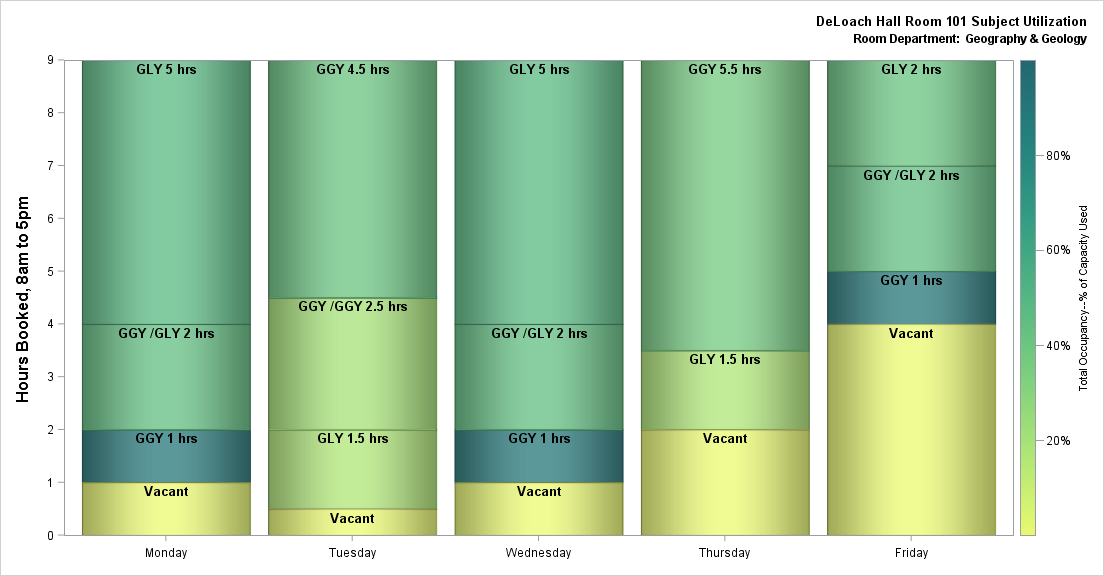 DeLoach Hall Room 101 Subject Utilization
Room Department: Geography & Geology
Hours Booked, 8am to 5pm
9
8
7
6
5
4
3
2
1
0
GLY 5 hrs
GGY /GLY 2 hrs
GGY 1 hrs
Vacant
Monday
GGY 4.5 hrs
GGY /GGY 2.5 hrs
GLY 1.5 hrs
Vacant
Tuesday
GLY 5 hrs
GGY /GLY 2 hrs
GGY 1 hrs
Vacant
Wednesday
GGY 5.5 hrs
GLY 1.5 hrs
Vacant
Thursday
GLY 2 hrs
GGY /GLY 2 hrs
GGY 1 hrs
Vacant
Friday
80%
60%
40%
20%
Total Occupancy--% of Capacity Used